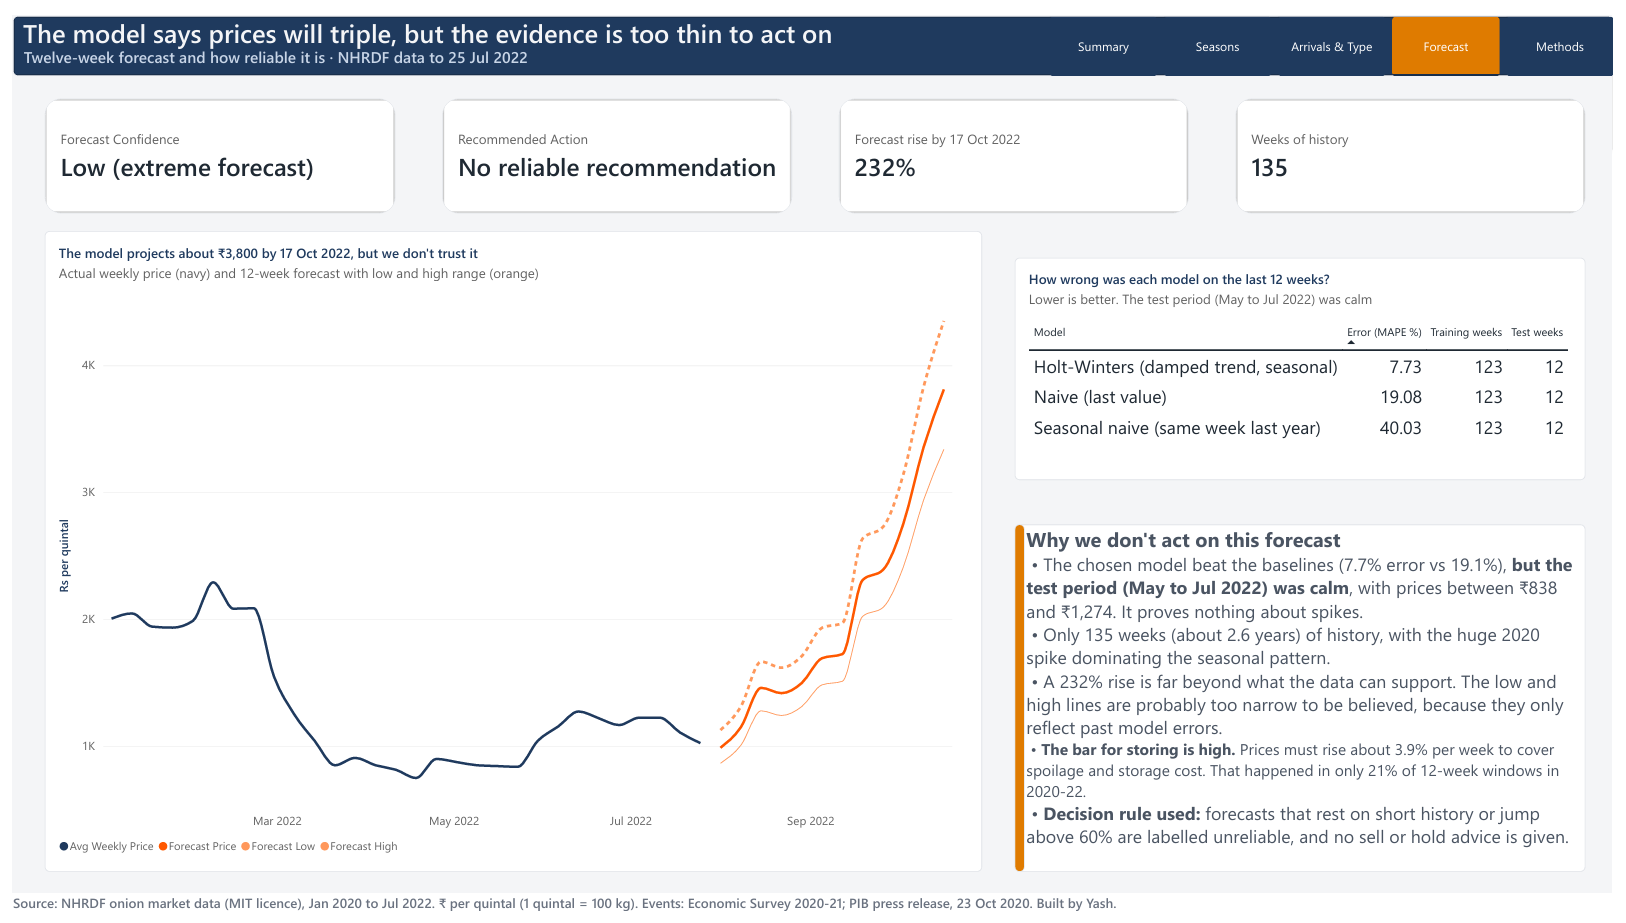 The model says prices will triple, but the evidence is too thin to act on
Twelve-week forecast and how reliable it is · NHRDF data to 25 Jul 2022
Summary
Seasons
Arrivals & Type
Forecast
Methods
Forecast Confidence
Low (extreme forecast)
Recommended Action
No reliable recommendation
Forecast rise by 17 Oct 2022
232%
Weeks of history
135
The model projects about ₹3,800 by 17 Oct 2022, but we don't trust it
Actual weekly price (navy) and 12-week forecast with low and high range (orange)
Rs per quintal
4K
3K
2K
1K
Mar 2022
May 2022
Jul 2022
Sep 2022
Avg Weekly Price
Forecast Price
Forecast Low
Forecast High
How wrong was each model on the last 12 weeks?
Lower is better. The test period (May to Jul 2022) was calm
Model Error (MAPE %) Training weeks Test weeks
Holt-Winters (damped trend, seasonal) 7.73 123 12
Naive (last value) 19.08 123 12
Seasonal naive (same week last year) 40.03 123 12
Why we don't act on this forecast
• The chosen model beat the baselines (7.7% error vs 19.1%), but the
test period (May to Jul 2022) was calm, with prices between ₹838
and ₹1,274. It proves nothing about spikes.
• Only 135 weeks (about 2.6 years) of history, with the huge 2020
spike dominating the seasonal pattern.
• A 232% rise is far beyond what the data can support. The low and
high lines are probably too narrow to be believed, because they only
reflect past model errors.
• The bar for storing is high. Prices must rise about 3.9% per week to cover
spoilage and storage cost. That happened in only 21% of 12-week windows in
2020-22.
• Decision rule used: forecasts that rest on short history or jump
above 60% are labelled unreliable, and no sell or hold advice is given.
Source: NHRDF onion market data (MIT licence), Jan 2020 to Jul 2022. ₹ per quintal (1 quintal = 100 kg). Events: Economic Survey 2020-21; PIB press release, 23 Oct 2020. Built by Yash.